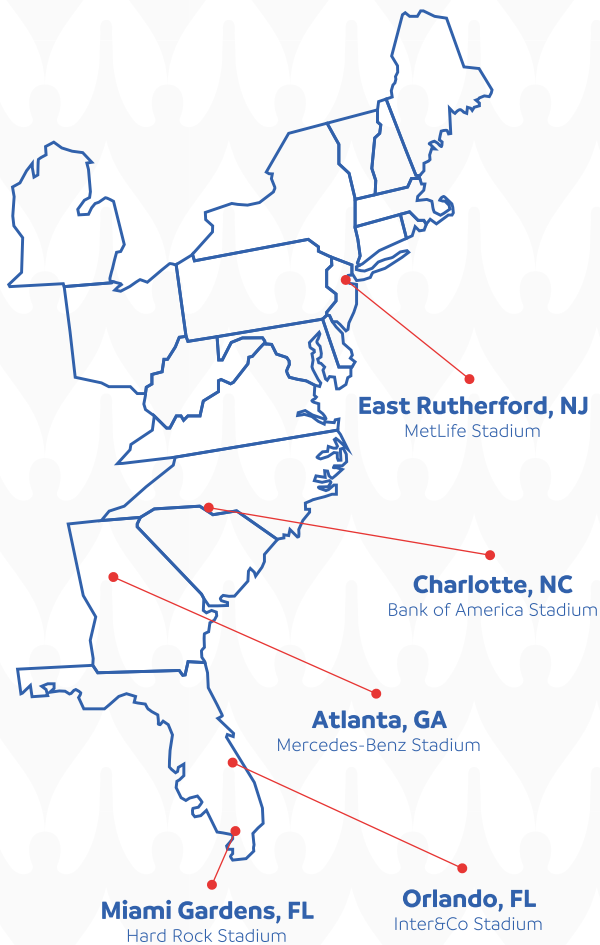 East Rutherford, NJ
MetLife Stadium
Charlotte, NC
Bank of America Stadium
Atlanta, GA
Mercedes-Benz Stadium
Orlando, FL
Inter&Co Stadium
Miami Gardens, FL
Hard Rock Stadium